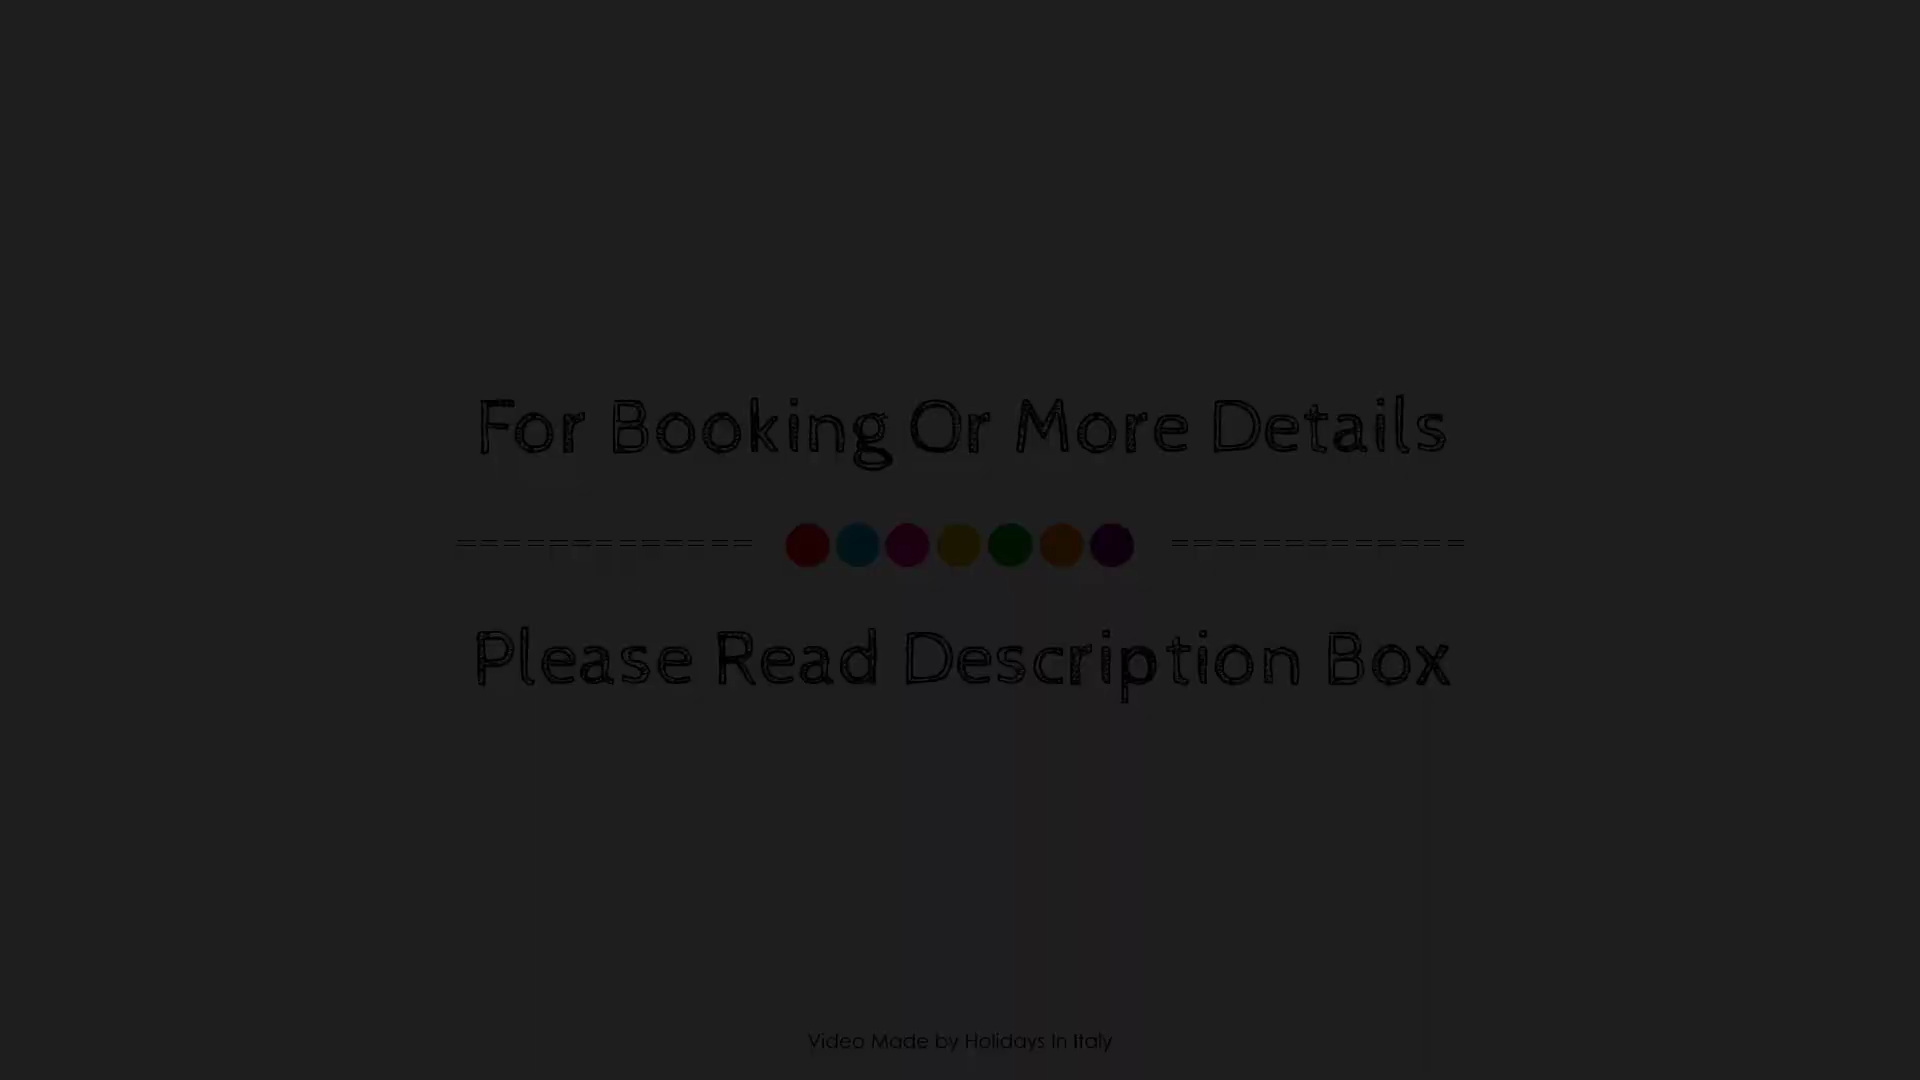 For Booking Or More Details
============= =============
Please Read Description Box
Video Made by Holidays In Italy